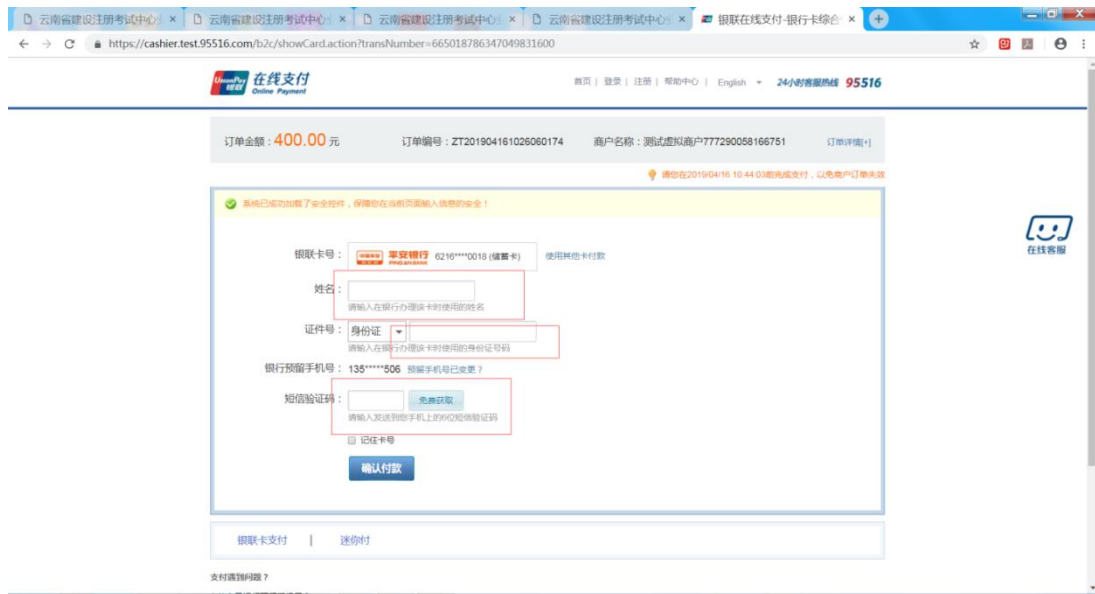 云南省建设注册考试中心 云南省建设注册考试中心 云南省建设注册考试中心 云南省建设注册考试中心 银联在线支付-银行卡综合
https://cashier.test.95516.com/b2c/showCard.action?transNumber=665018786347049831600
UnionPay 银联 在线支付 Online Payment
首页 | 登录 | 注册 | 帮助中心 | English 24小时客服热线 95516
订单金额：400.00 元 订单编号：ZT201904161026060174 商户名称：测试虚拟商户777290058166751 订单详情[+]
请您在2019/04/16 10:44:03前完成支付，以免商户订单失效
系统已成功加载了安全控件，保障您在当前页面输入信息的安全！
银联卡号： 平安银行 PING AN BANK 6216****0018 (储蓄卡) 使用其他卡付款
姓名：
请输入在银行办理该卡时使用的姓名
证件号： 身份证
请输入在银行办理该卡时使用的身份证号码
银行预留手机号： 135*****506 预留手机号已变更？
短信验证码： 免费获取
请输入发送到您手机上的6位短信验证码
记住卡号
确认付款
在线客服
银联卡支付 | 迷你付
支付遇到问题？